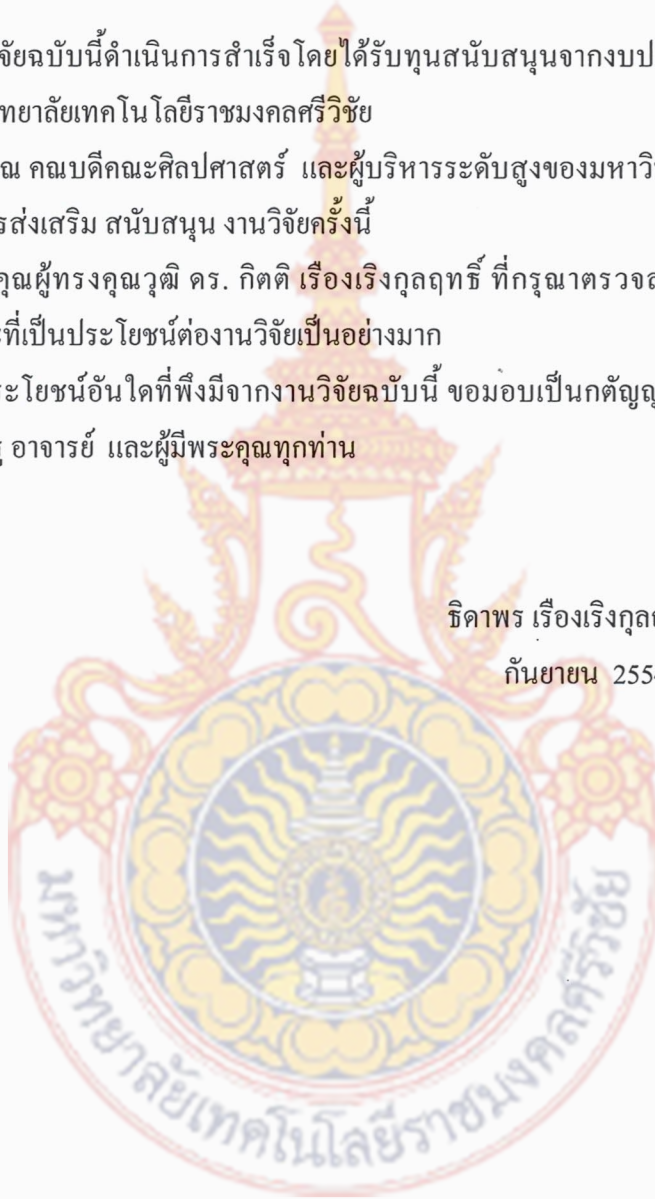 จัยฉบับนี้ดำเนินการสำเร็จโดยได้รับทุนสนับสนุนจากงบป
ทยาลัยเทคโนโลยีราชมงคลศรีวิชัย
ณ คณบดีคณะศิลปศาสตร์ และผู้บริหารระดับสูงของมหาวิ
รส่งเสริม สนับสนุน งานวิจัยครั้งนี้
คุณผู้ทรงคุณวุฒิ ดร. กิตติ เรืองเริงกุลฤทธิ์ ที่กรุณาตรวจส
ะที่เป็นประโยชน์ต่องานวิจัยเป็นอย่างมาก
ระโยชน์อันใดที่พึงมีจากงานวิจัยฉบับนี้ ขอมอบเป็นกตัญญ
อาจารย์ และผู้มีพระคุณทุกท่าน
ธิดาพร เรืองเริงกุลฤ
กันยายน 255
มหาวิทยาลัยเทคโนโลยีราชมงคลศรีวิชัย